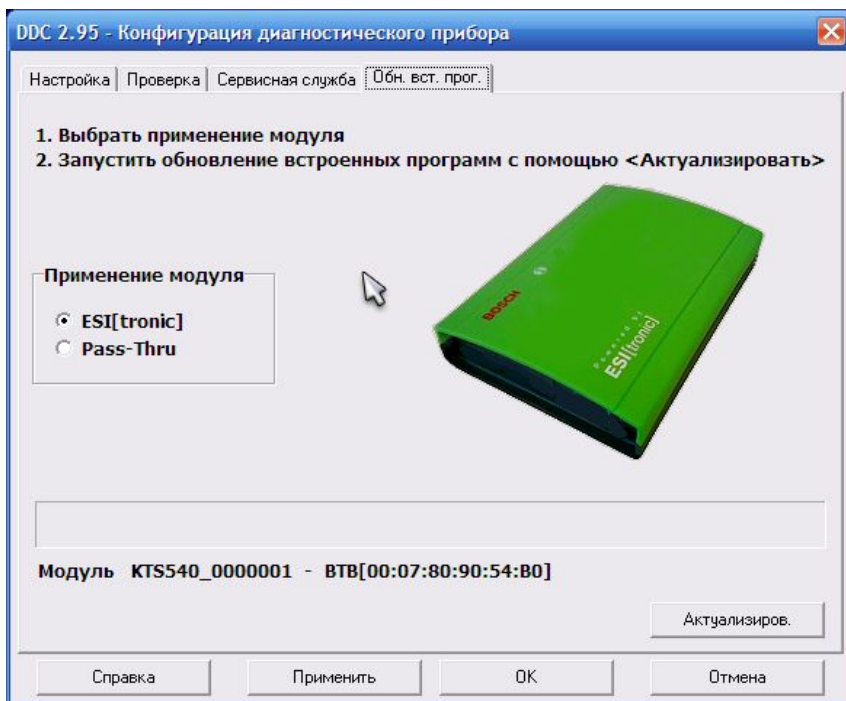 DDC 2.95 - Конфигурация диагностического прибора
Настройка Проверка Сервисная служба Обн. вст. прог.
1. Выбрать применение модуля
2. Запустить обновление встроенных программ с помощью <Актуализировать>
Применение модуля
ESI[tronic]
Pass-Thru
BOSCH
Powered by
ESI[tronic]
Модуль KTS540_0000001 - BTB[00:07:80:90:54:B0]
Актуализиров.
Справка Применить OK Отмена